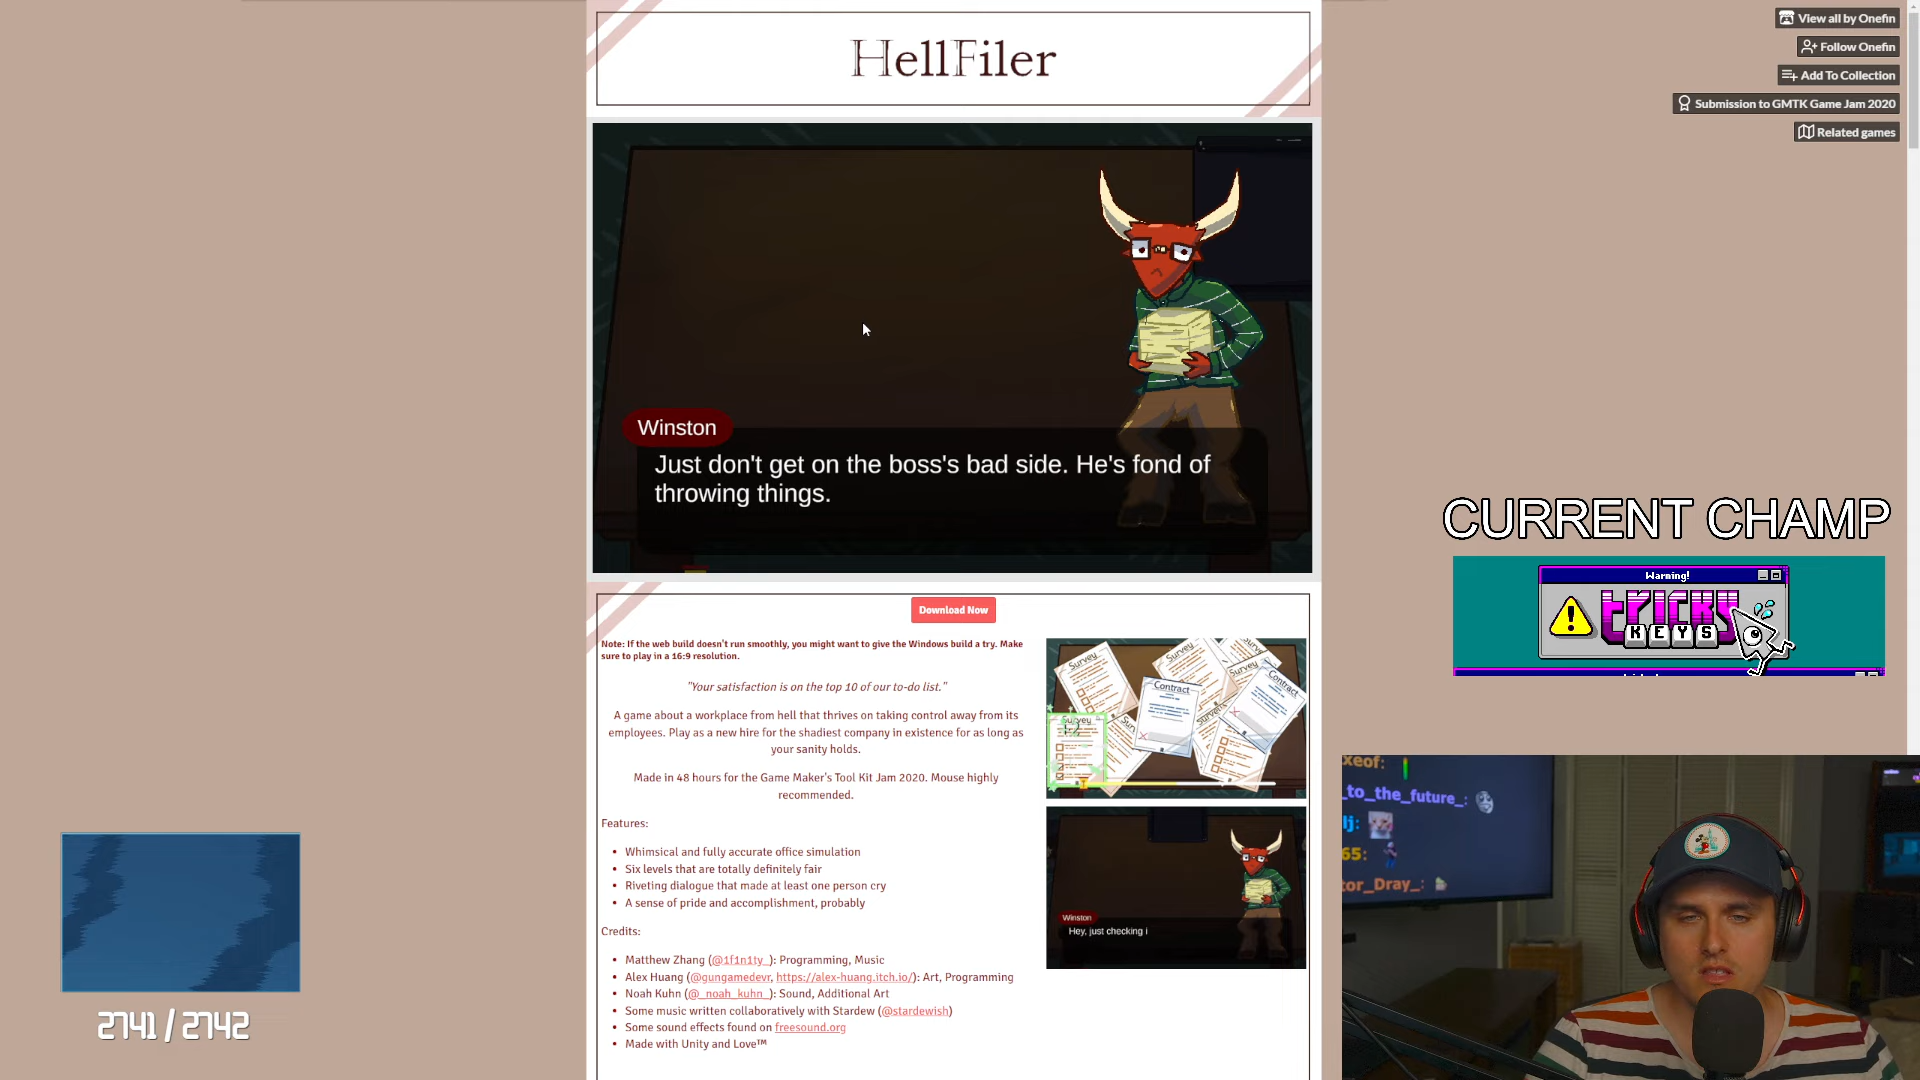 HellFiler
View all by Onefin
Follow Onefin
Add To Collection
Submission to GMTK Game Jam 2020
Related games
Winston
Just don't get on the boss's bad side. He's fond of
throwing things.
CURRENT CHAMP
Warning!
tricky
KEYS
Download Now
Note: If the web build doesn't run smoothly, you might want to give the Windows build a try. Make
sure to play in a 16:9 resolution.
"Your satisfaction is on the top 10 of our to-do list."
A game about a workplace from hell that thrives on taking control away from its
employees. Play as a new hire for the shadiest company in existence for as long as
your sanity holds.
Made in 48 hours for the Game Maker's Tool Kit Jam 2020. Mouse highly
recommended.
Features:
• Whimsical and fully accurate office simulation
• Six levels that are totally definitely fair
• Riveting dialogue that made at least one person cry
• A sense of pride and accomplishment, probably
Credits:
• Matthew Zhang (@1f1n1ty_): Programming, Music
• Alex Huang (@gungamedevr, https://alex-huang.itch.io/): Art, Programming
• Noah Kuhn (@_noah_kuhn_): Sound, Additional Art
• Some music written collaboratively with Stardew (@stardewish)
• Some sound effects found on freesound.org
• Made with Unity and Love™
Survey
Survey
Survey
Contract
Contract
Survey
Survey
Winston
Hey, just checking i
xeof:
_to_the_future_:
lj:
65:
tor_Dray_:
2741 / 2742